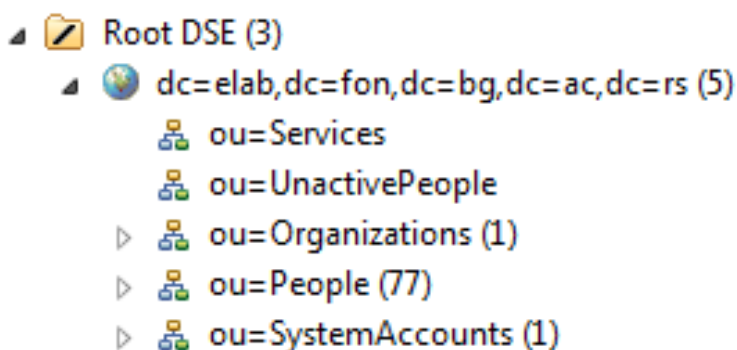 Root DSE (3)
dc=elab,dc=fon,dc=bg,dc=ac,dc=rs (5)
ou=Services
ou=UnactivePeople
ou=Organizations (1)
ou=People (77)
ou=SystemAccounts (1)